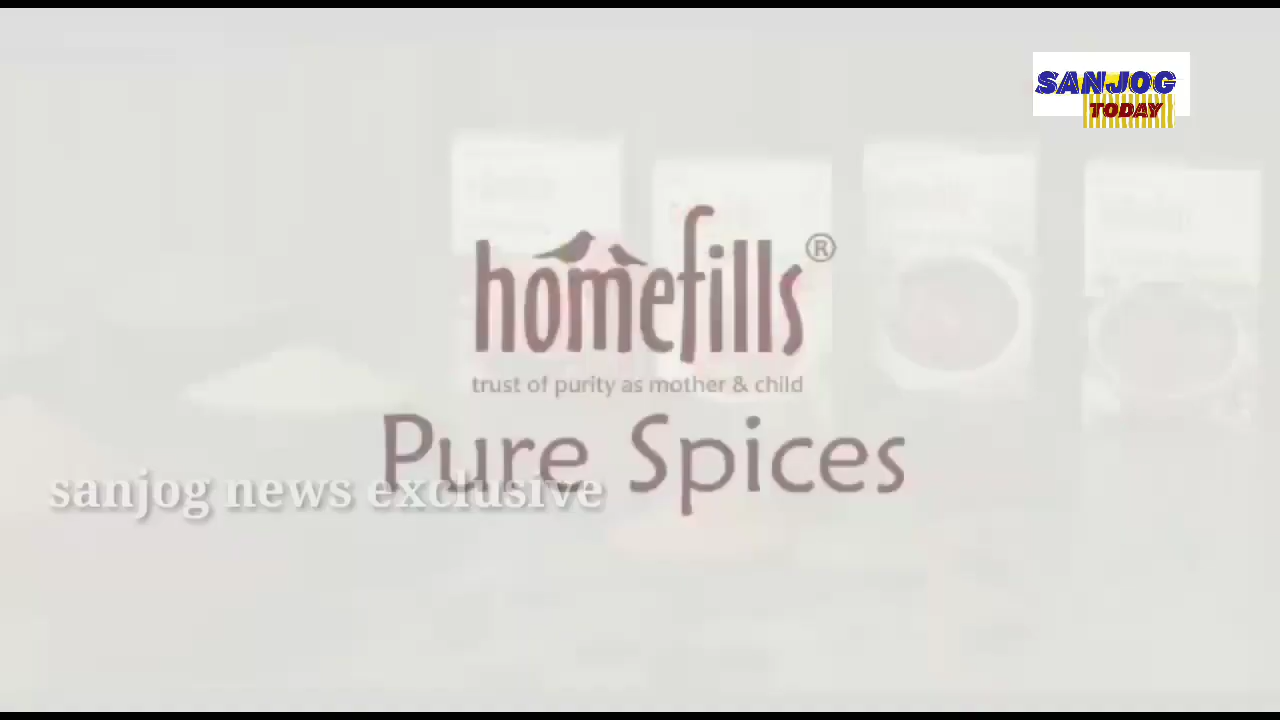 SANJOG
TODAY
homefills®
trust of purity as mother & child
Pure Spices
sanjog news exclusive